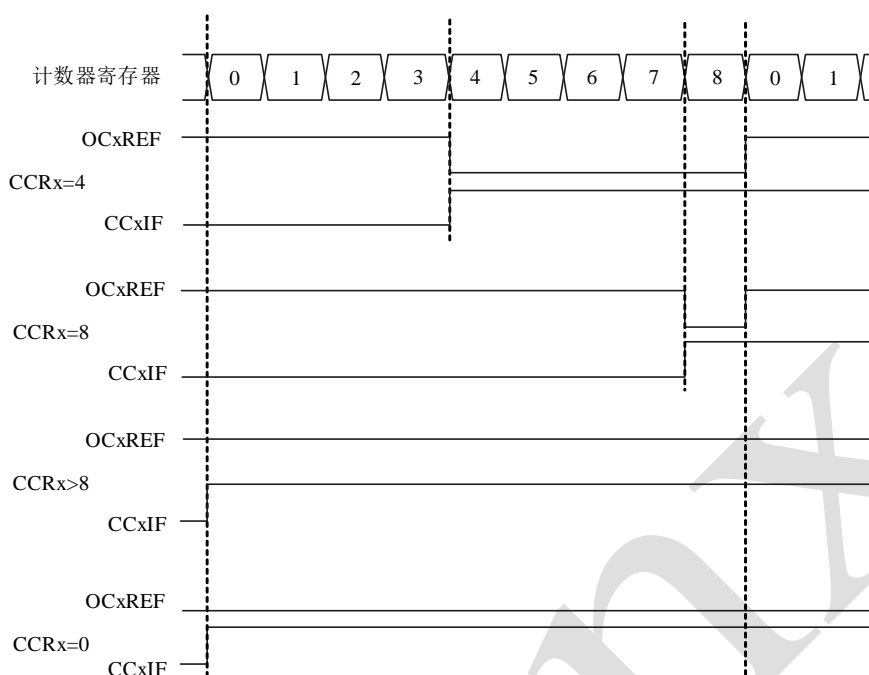 计数器寄存器 0 1 2 3 4 5 6 7 8 0 1
OCxREF
CCRx=4
CCxIF
OCxREF
CCRx=8
CCxIF
OCxREF
CCRx>8
CCxIF
OCxREF
CCRx=0
CCxIF